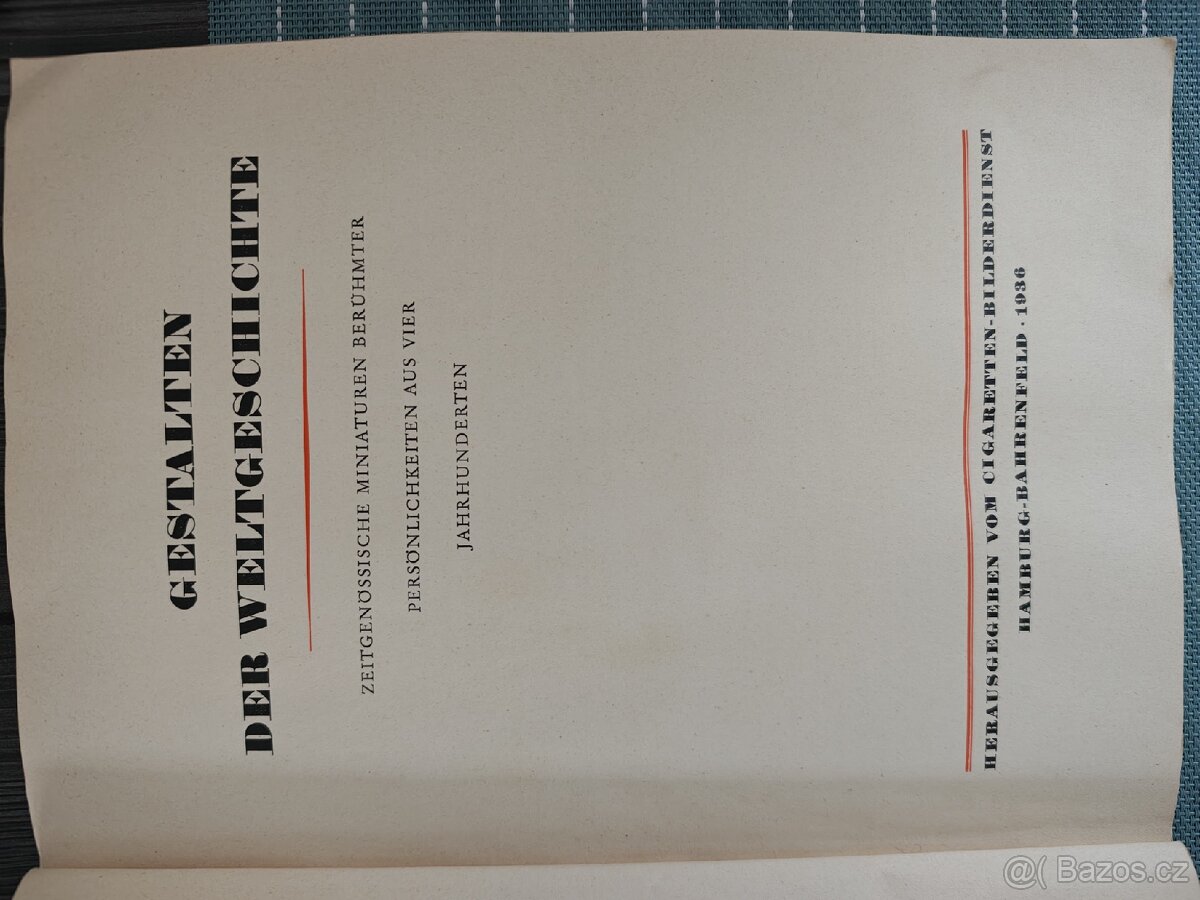 GESTALTEN
DER WELTGESCHICHTE
ZEITGENÖSSISCHE MINIATUREN BERÜHMTER
PERSÖNLICHKEITEN AUS VIER
JAHRHUNDERTEN
HERAUSGEGEBEN VOM CIGARETTEN-BILDERDIENST
HAMBURG-BAHRENFELD · 1936
@( Bazos.cz